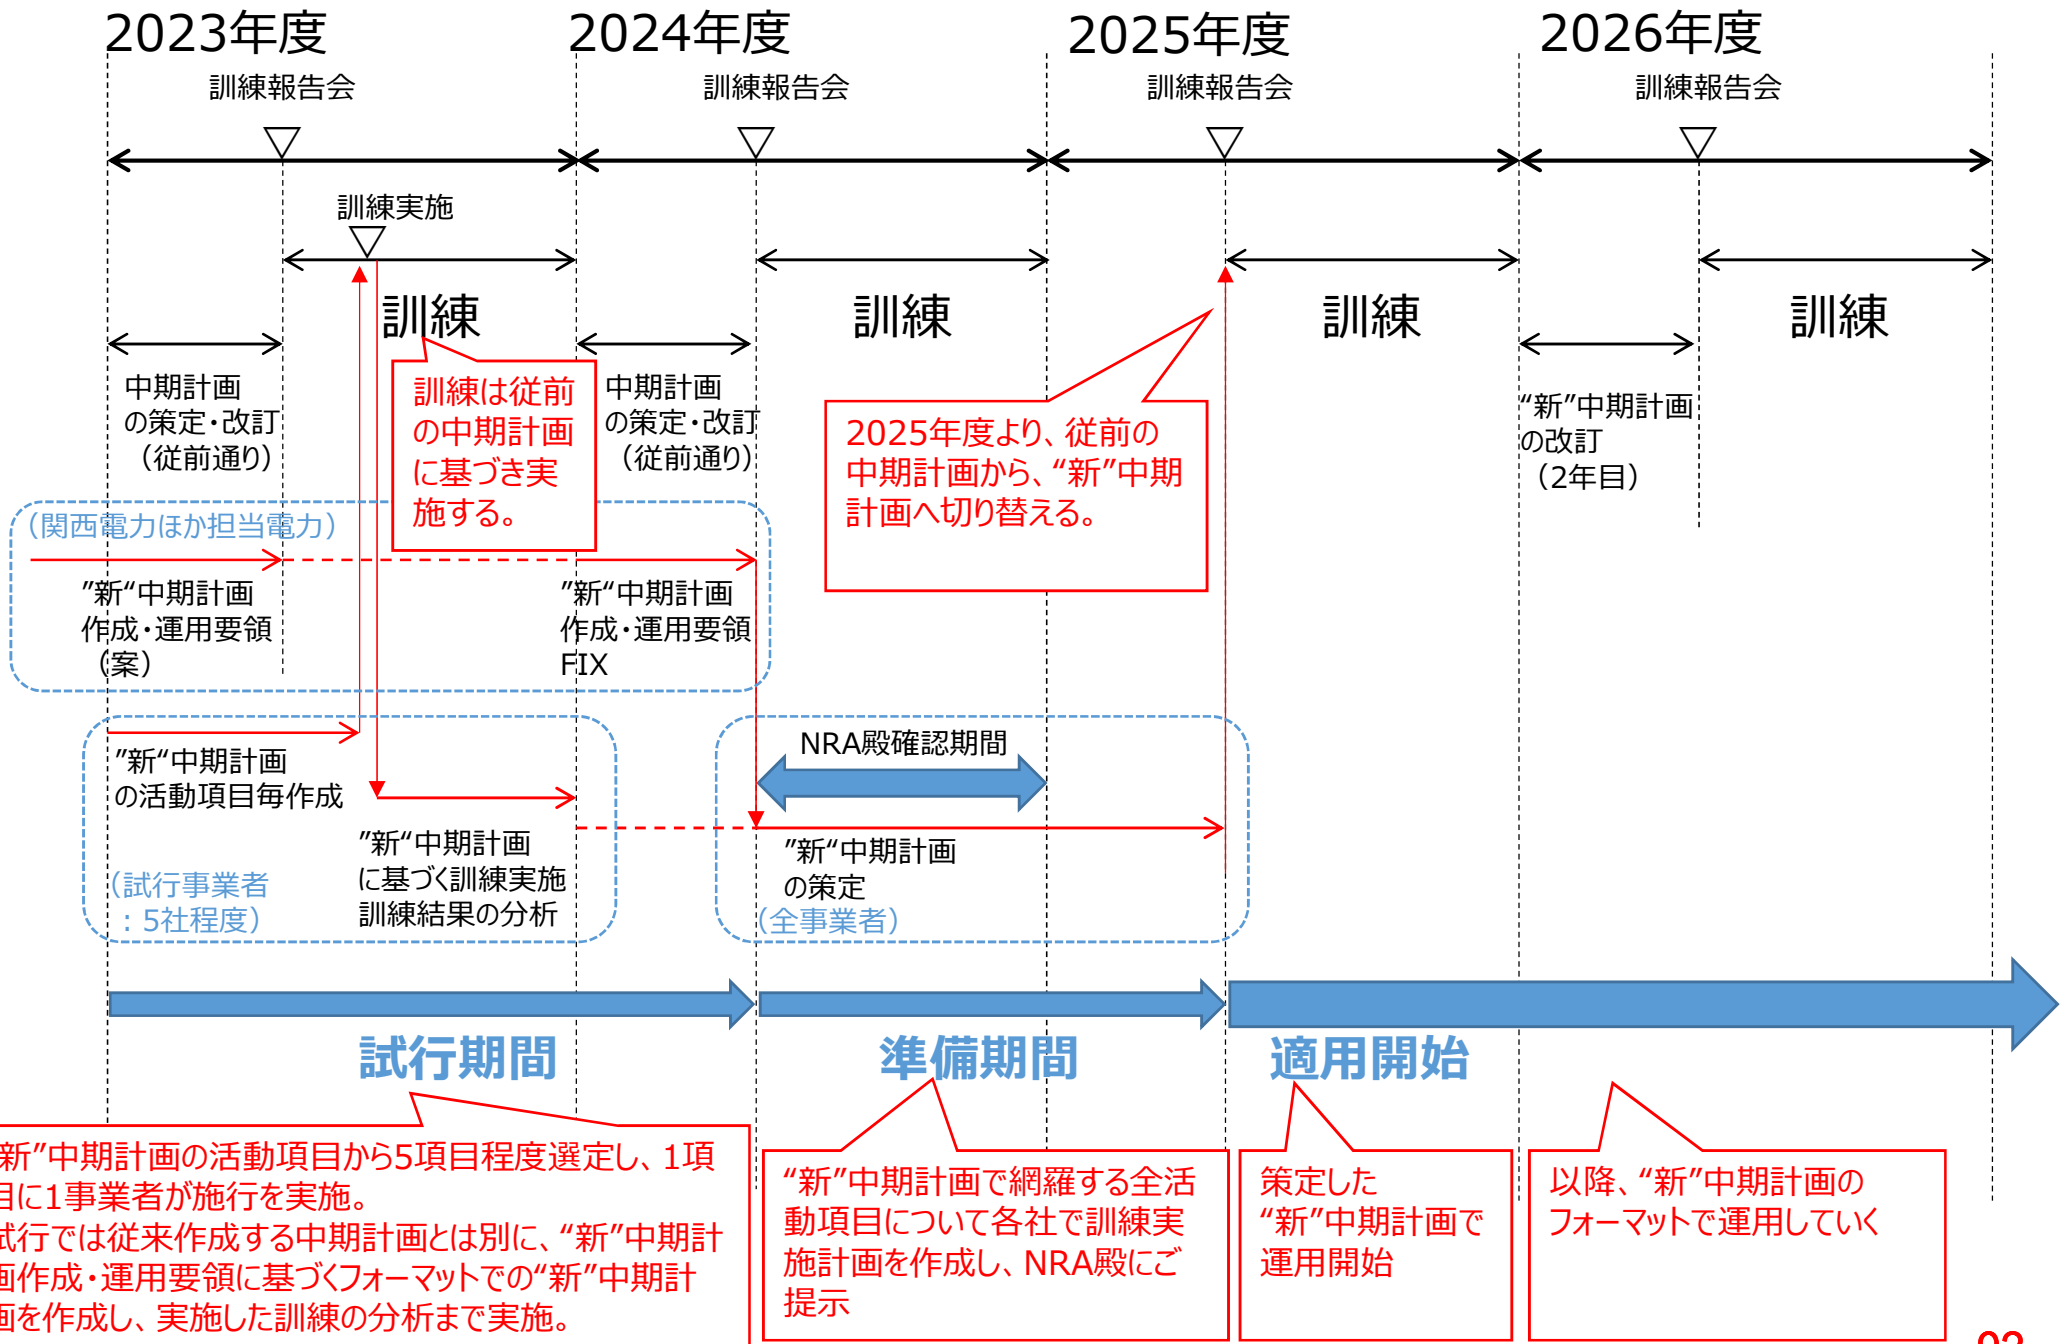 2023年度
2024年度
2025年度
2026年度
訓練報告会
訓練報告会
訓練報告会
訓練報告会
訓練実施
訓練
訓練
訓練
訓練
中期計画
の策定・改訂
（従前通り）
訓練は従前
の中期計画
に基づき実
施する。
中期計画
の策定・改訂
（従前通り）
2025年度より、従前の
中期計画から、“新”中期
計画へ切り替える。
“新”中期計画
の改訂
（2年目）
（関西電力ほか担当電力）
”新“中期計画
作成・運用要領
（案）
”新“中期計画
作成・運用要領
FIX
”新“中期計画
の活動項目毎作成
（試行事業者
：5社程度）
”新“中期計画
に基づく訓練実施
訓練結果の分析
NRA殿確認期間
”新“中期計画
の策定
（全事業者）
試行期間
準備期間
適用開始
新”中期計画の活動項目から5項目程度選定し、1項
目に1事業者が施行を実施。
試行では従来作成する中期計画とは別に、“新”中期計
画作成・運用要領に基づくフォーマットでの“新”中期計
画を作成し、実施した訓練の分析まで実施。
“新”中期計画で網羅する全活
動項目について各社で訓練実
施計画を作成し、NRA殿にご
提示
策定した
“新”中期計画で
運用開始
以降、“新”中期計画の
フォーマットで運用していく